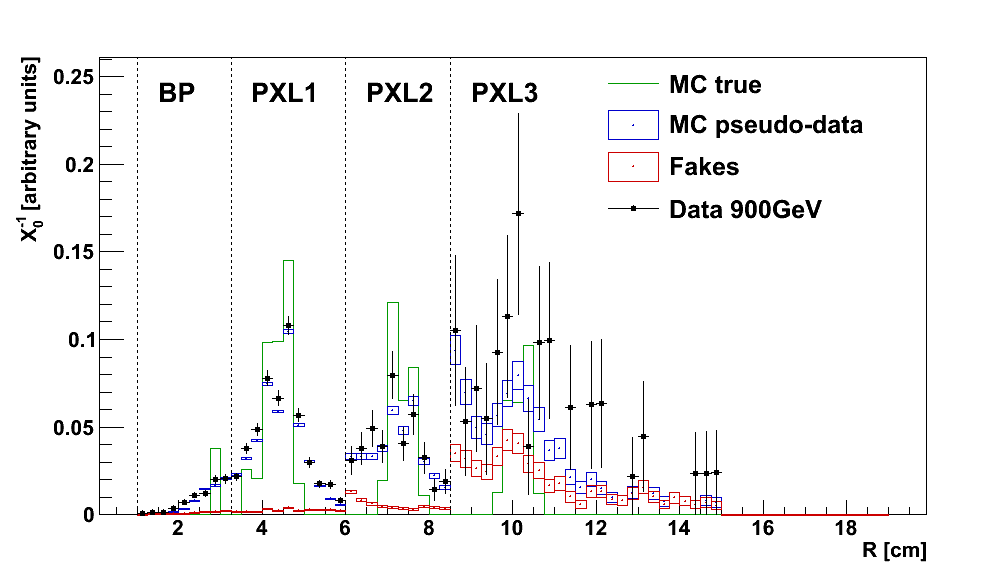 X₀⁻¹ [arbitrary units]
0.25
0.2
0.15
0.1
0.05
0
BP PXL1 PXL2 PXL3
MC true
MC pseudo-data
Fakes
Data 900GeV
2 4 6 8 10 12 14 16 18
R [cm]